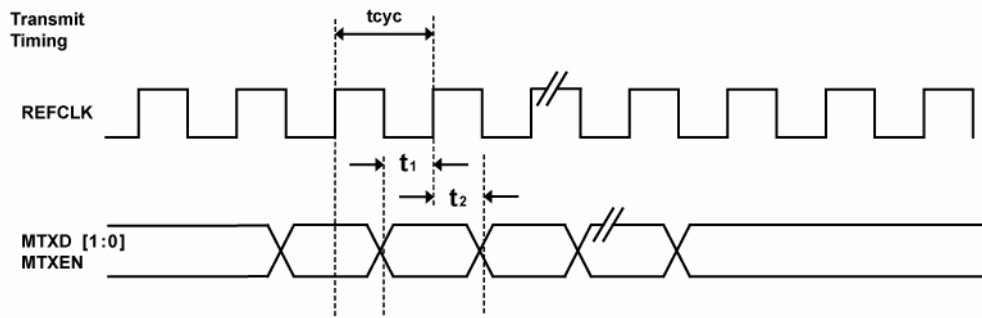 Transmit
Timing
tcyc
REFCLK
t1
t2
MTXD [1:0]
MTXEN